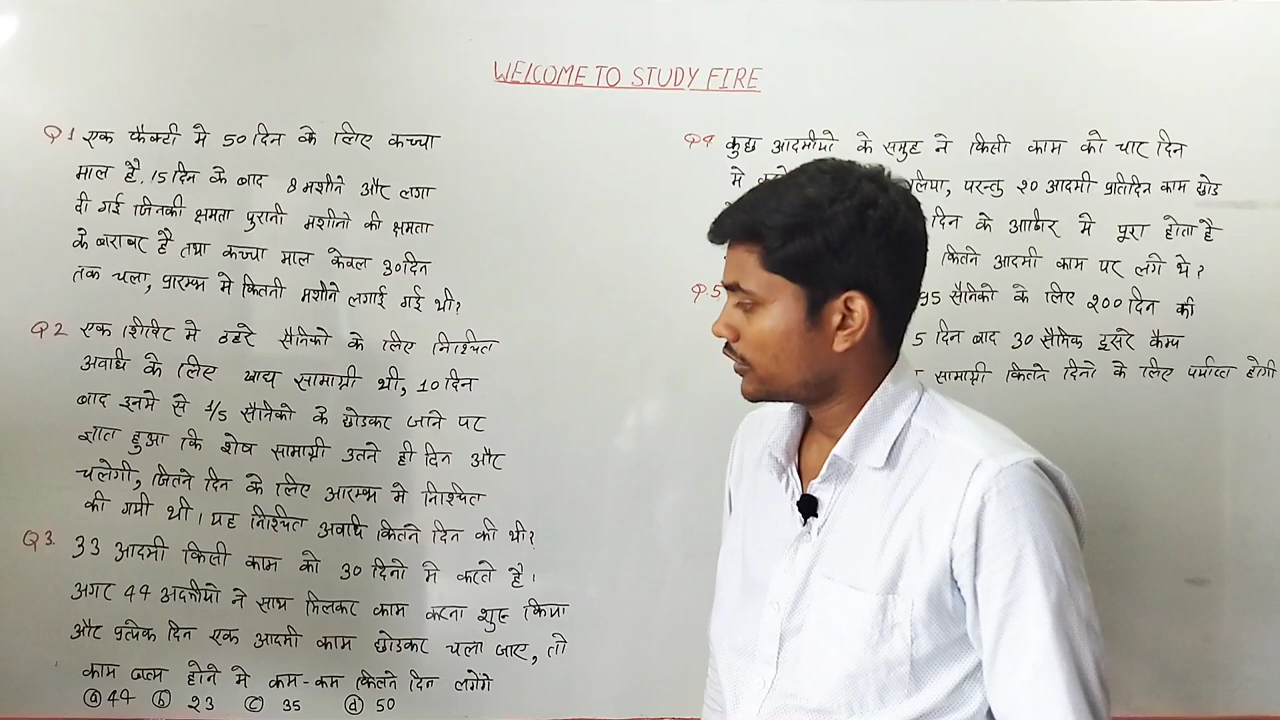 WELCOME TO STUDY FIRE
Q1 एक फैक्ट्री मे 50 दिन के लिए कच्चा
माल है. 15 दिन के बाद 8 मशीने और लगा
दी गई जिनकी क्षमता पुरानी मशीनो की क्षमता
के बाराबर है तथा कच्चा माल केवल 30 दिन
तक चला, प्रारम्भ मे कितनी मशीने लगाई गई थी?
Q2 एक शिविर मे ठहरे सैनिको के लिए निश्चित
अवधि के लिए खाद्य सामाग्री थी, 10 दिन
बाद इनमे से 1/5 सैनिको के छोडकर जाने पर
ज्ञात हुआ कि शेष सामाग्री उतने ही दिन और
चलेगी, जितने दिन के लिए आरम्भ मे निश्चित
की गयी थी। यह निश्चित अवधि कितने दिन की थी?
Q3. 33 आदमी किसी काम को 30 दिनो मे करते है।
अगर 44 अदमीयो ने साथ मिलकर काम करना शुरू किया
और प्रत्येक दिन एक आदमी काम छोडकर चला जाए, तो
काम खत्म होने मे कम-कम कितने दिन लगेगे
(a) 44 (b) 23 (c) 35 (d) 50
Q4 कुछ आदमीयो के समुह ने किसी काम को चार दिन
मे लिया, परन्तु 20 आदमी प्रतिदिन काम छोड
दिन के आखिर मे पूरा होता है
कितने आदमी काम पर लगे थे?
Q.5 सैनिको के लिए 200 दिन की
5 दिन बाद 30 सैनिक दुसरे कैम्प
सामाग्री कितने दिनो के लिए पर्याप्त होगी